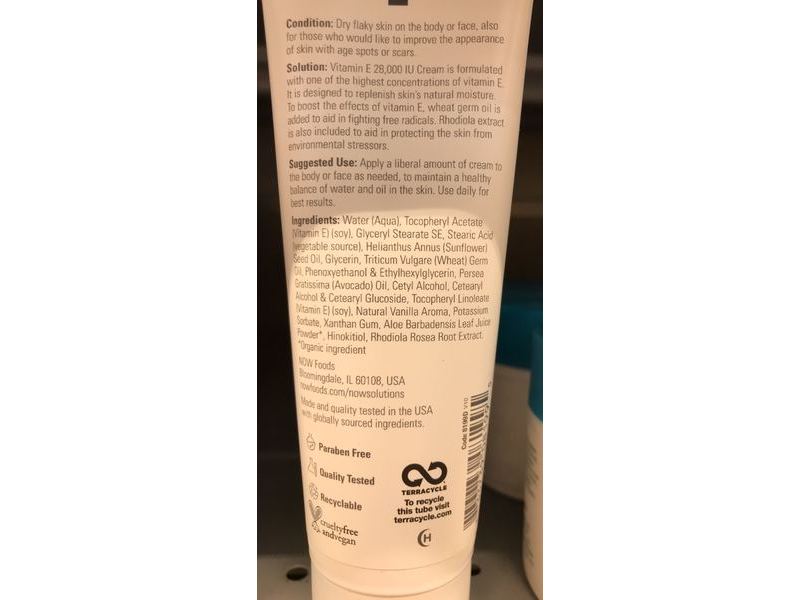 Condition: Dry flaky skin on the body or face, also
for those who would like to improve the appearance
of skin with age spots or scars.
Solution: Vitamin E 28,000 IU Cream is formulated
with one of the highest concentrations of vitamin E.
It is designed to replenish skin's natural moisture.
To boost the effects of vitamin E, wheat germ oil is
added to aid in fighting free radicals. Rhodiola extract
is also included to aid in protecting the skin from
environmental stressors.
Suggested Use: Apply a liberal amount of cream to
the body or face as needed, to maintain a healthy
balance of water and oil in the skin. Use daily for
best results.
Ingredients: Water (Aqua), Tocopheryl Acetate
(Vitamin E) (soy), Glyceryl Stearate SE, Stearic Acid
(vegetable source), Helianthus Annus (Sunflower)
Seed Oil, Glycerin, Triticum Vulgare (Wheat) Germ
Oil, Phenoxyethanol & Ethylhexylglycerin, Persea
Gratissima (Avocado) Oil, Cetyl Alcohol, Cetearyl
Alcohol & Cetearyl Glucoside, Tocopheryl Linoleate
(Vitamin E) (soy), Natural Vanilla Aroma, Potassium
Sorbate, Xanthan Gum, Aloe Barbadensis Leaf Juice
Powder*, Hinokitiol, Rhodiola Rosea Root Extract.
*Organic ingredient
NOW Foods
Bloomingdale, IL 60108, USA
nowfoods.com/nowsolutions
Made and quality tested in the USA
with globally sourced ingredients.
Paraben Free
Quality Tested
Recyclable
crueltyfree
andvegan
TERRACYCLE
To recycle
this tube visit
terracycle.com
H